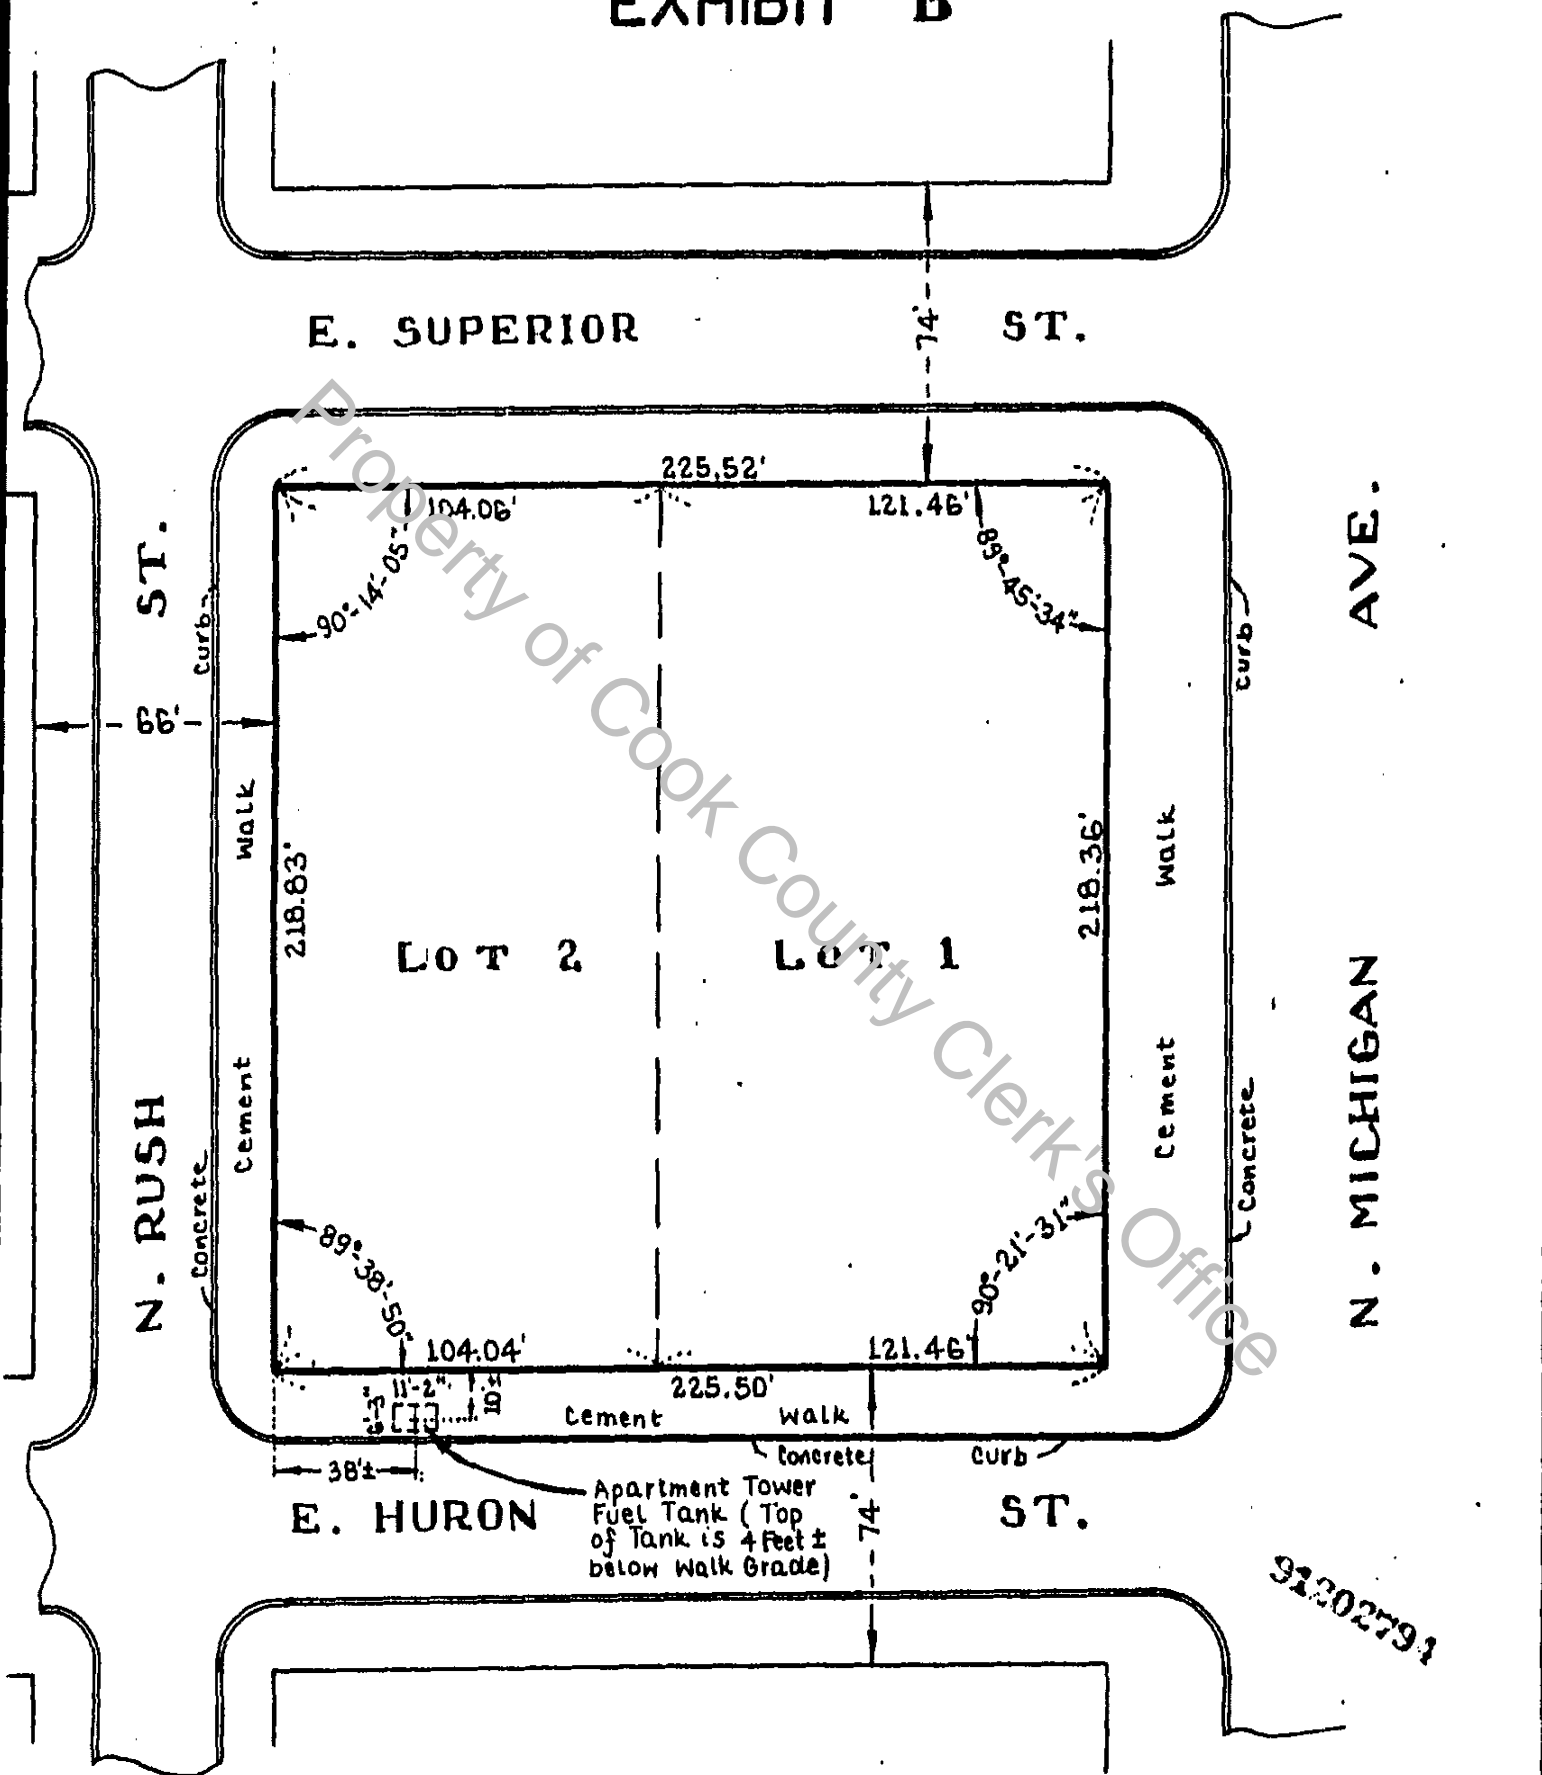 EXHIBIT B
E. SUPERIOR ST.
74'
225.52'
104.06'
121.46'
90°-14'-05"
89°-45'-34"
N. RUSH ST.
Curb
66'
Walk
Cement
Concrete
218.83'
LOT 2
LOT 1
218.36'
Walk
Cement
Curb
Concrete
N. MICHIGAN AVE.
89°-38'-50"
90°-21'-31"
104.04'
121.46'
225.50'
11'-2"
10'±
Cement Walk
Concrete Curb
38'±
Apartment Tower
Fuel Tank (Top
of Tank is 4 Feet ±
below Walk Grade)
E. HURON ST.
74'
91202794
Property of Cook County Clerk's Office